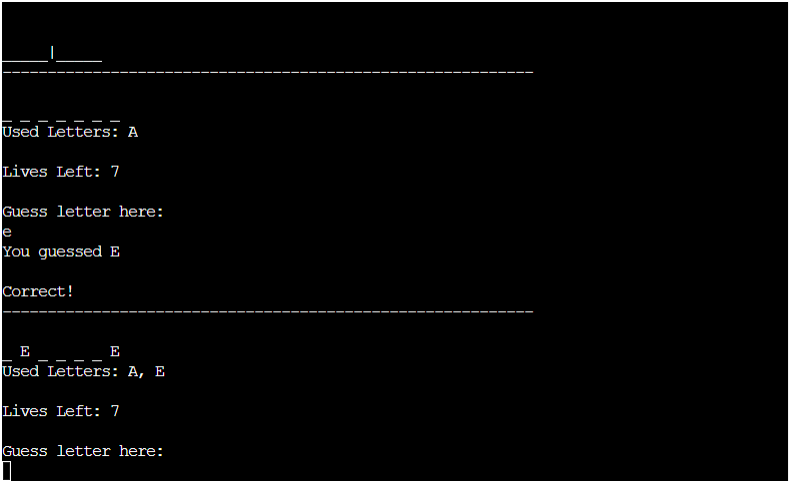 _____|_____
-----------------------------------------------------------
_ _ _ _ _ _ _
Used Letters: A
Lives Left: 7
Guess letter here:
e
You guessed E
Correct!
-----------------------------------------------------------
_ E _ _ _ _ E
Used Letters: A, E
Lives Left: 7
Guess letter here: